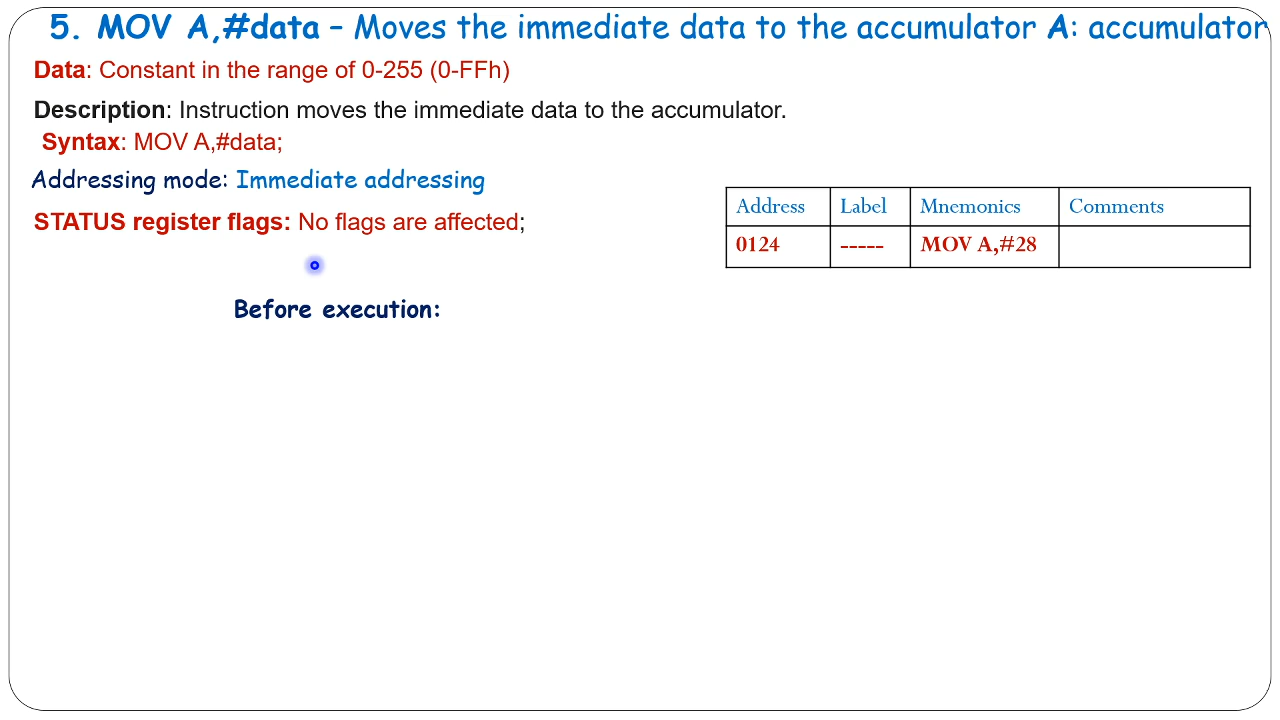 5. MOV A,#data – Moves the immediate data to the accumulator A: accumulator
Data: Constant in the range of 0-255 (0-FFh)
Description: Instruction moves the immediate data to the accumulator.
Syntax: MOV A,#data;
Addressing mode: Immediate addressing
STATUS register flags: No flags are affected;
Address Label Mnemonics Comments
0124 ----- MOV A,#28
Before execution: